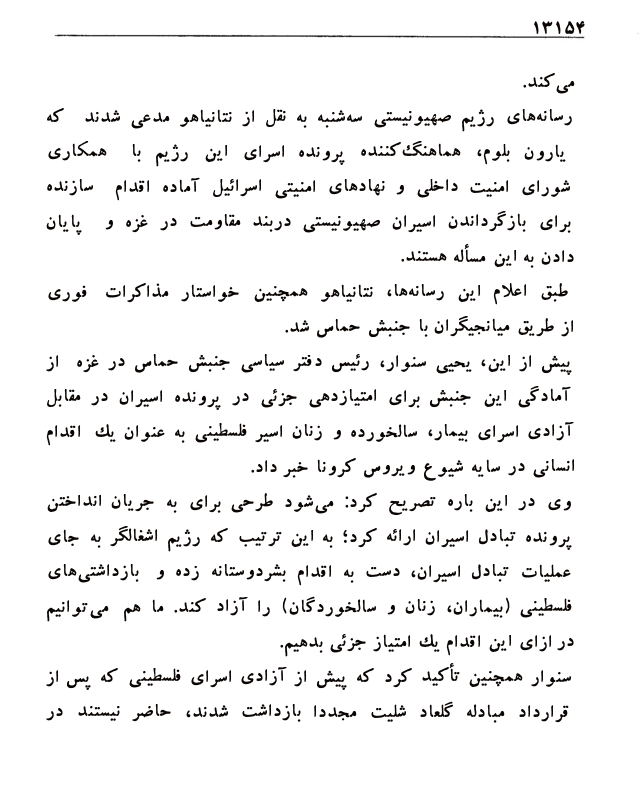 ۱۳۱۵۴
می‌کند.
رسانه‌های رژیم صهیونیستی سه‌شنبه به نقل از نتانیاهو مدعی شدند که
یارون بلوم، هماهنگ‌کننده پرونده اسرای این رژیم با همکاری
شورای امنیت داخلی و نهادهای امنیتی اسرائیل آماده اقدام سازنده
برای بازگرداندن اسیران صهیونیستی دربند مقاومت در غزه و پایان
دادن به این مسأله هستند.
طبق اعلام این رسانه‌ها، نتانیاهو همچنین خواستار مذاکرات فوری
از طریق میانجیگران با جنبش حماس شد.
پیش از این، یحیی سنوار، رئیس دفتر سیاسی جنبش حماس در غزه از
آمادگی این جنبش برای امتیازدهی جزئی در پرونده اسیران در مقابل
آزادی اسرای بیمار، سالخورده و زنان اسیر فلسطینی به عنوان یك اقدام
انسانی در سایه شیوع ویروس کرونا خبر داد.
وی در این باره تصریح کرد: می‌شود طرحی برای به جریان انداختن
پرونده تبادل اسیران ارائه کرد؛ به این ترتیب که رژیم اشغالگر به جای
عملیات تبادل اسیران، دست به اقدام بشردوستانه زده و بازداشتی‌های
فلسطینی (بیماران، زنان و سالخوردگان) را آزاد کند. ما هم می‌توانیم
در ازای این اقدام یك امتیاز جزئی بدهیم.
سنوار همچنین تأکید کرد که پیش از آزادی اسرای فلسطینی که پس از
قرارداد مبادله گلعاد شلیت مجددا بازداشت شدند، حاضر نیستند در